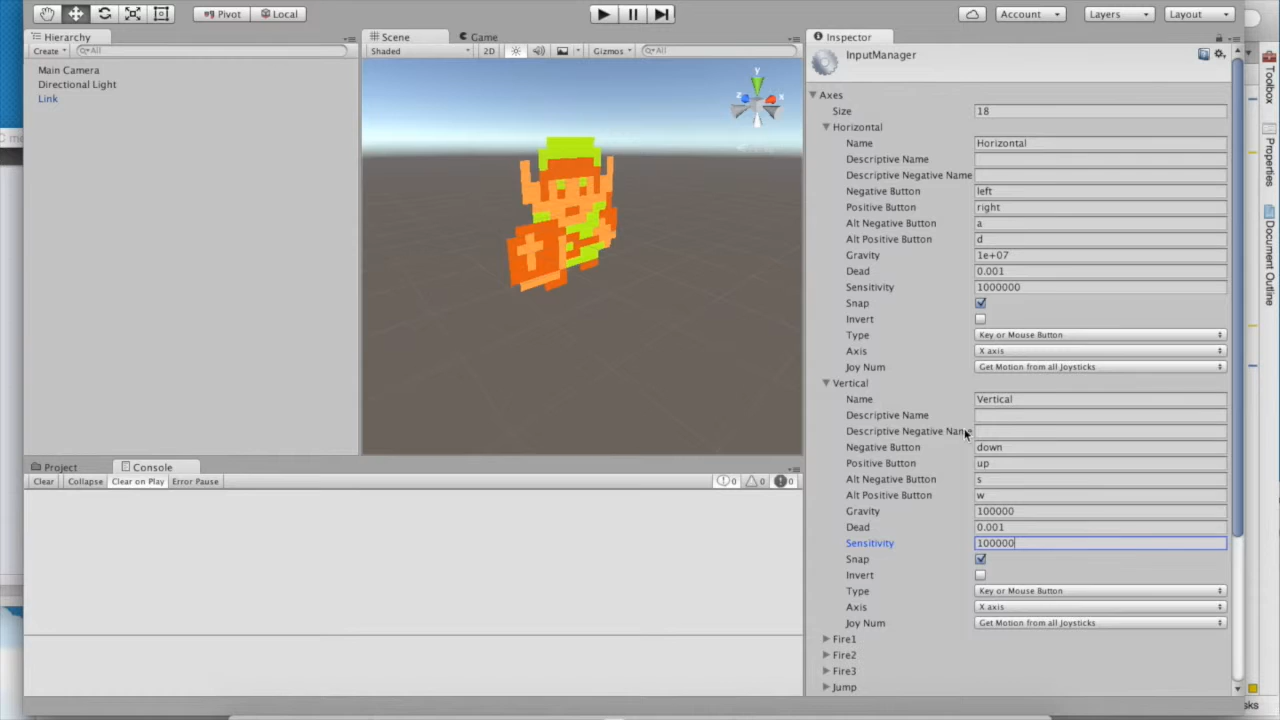 Pivot Local Account Layers Layout
Hierarchy Scene Game Inspector
Create All Shaded 2D Gizmos All
InputManager
Main Camera
Directional Light
Link
y
z x
Axes
Size 18
Horizontal
Name Horizontal
Descriptive Name
Descriptive Negative Name
Negative Button left
Positive Button right
Alt Negative Button a
Alt Positive Button d
Gravity 1e+07
Dead 0.001
Sensitivity 1000000
Snap
Invert
Type Key or Mouse Button
Axis X axis
Joy Num Get Motion from all Joysticks
Vertical
Name Vertical
Descriptive Name
Descriptive Negative Name
Negative Button down
Positive Button up
Alt Negative Button s
Alt Positive Button w
Gravity 100000
Dead 0.001
Sensitivity 100000
Snap
Invert
Type Key or Mouse Button
Axis X axis
Joy Num Get Motion from all Joysticks
Fire1
Fire2
Fire3
Jump
Project Console
Clear Collapse Clear on Play Error Pause 0 0 0
Toolbox
Properties
Document Outline